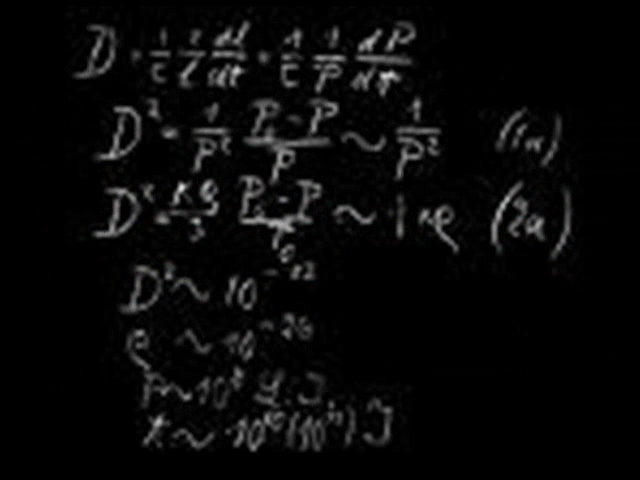 D = 1/c 1/l dl/dt = 1/c 1/P dP/dt
D² = 1/P² (P₀ - P)/P ~ 1/P²
D² = κρ/3 (P₀ - P)/P₀ ~ κρ (2a)
D² ~ 10
ρ ~ 10⁻²⁶
P ~ 10⁸ L. J.
t ~ 10¹⁰ (10¹¹) J